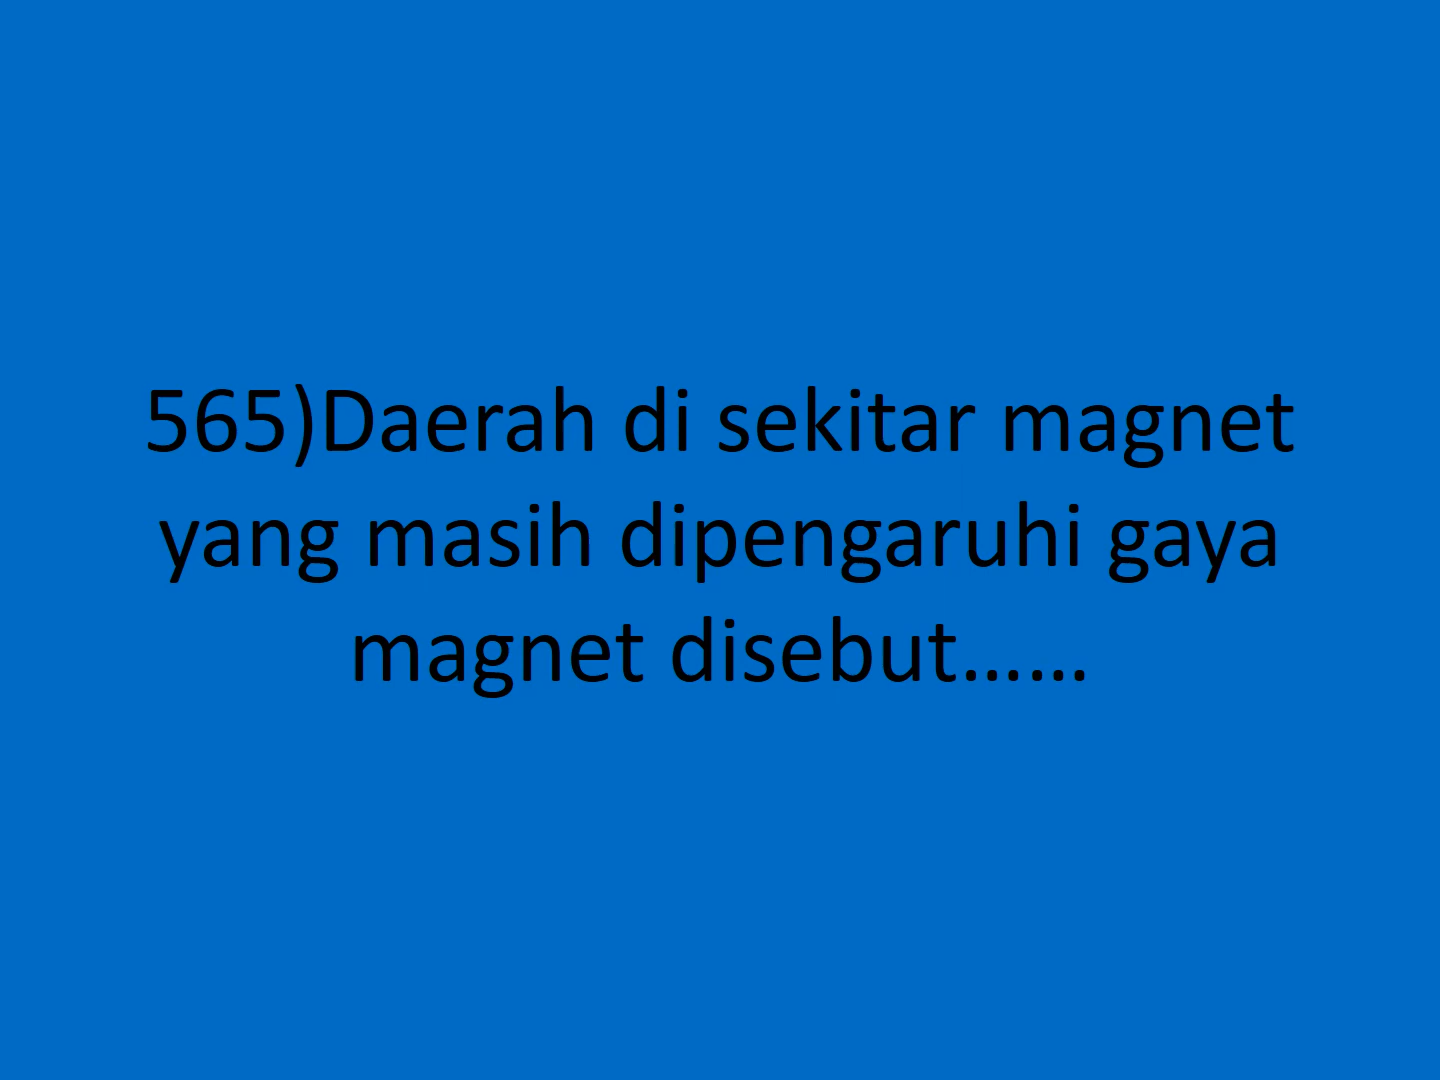 565)Daerah di sekitar magnet
yang masih dipengaruhi gaya
magnet disebut……